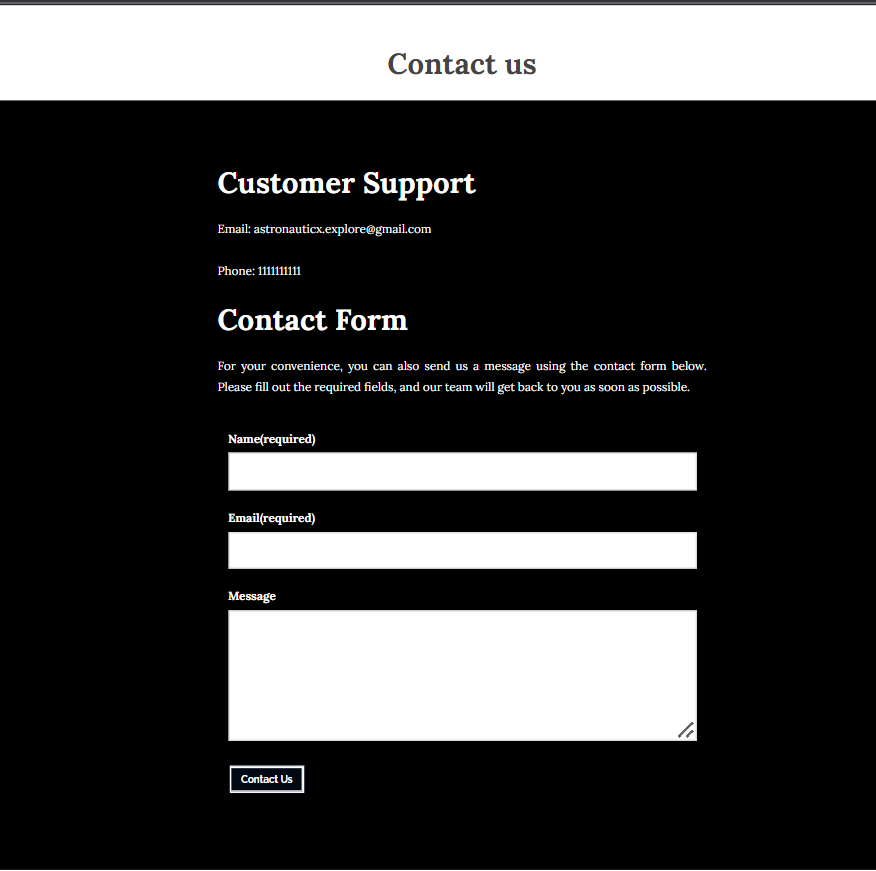 Contact us
Customer Support
Email: astronauticx.explore@gmail.com
Phone: 1111111111
Contact Form
For your convenience, you can also send us a message using the contact form below.
Please fill out the required fields, and our team will get back to you as soon as possible.
Name(required)
Email(required)
Message
Contact Us